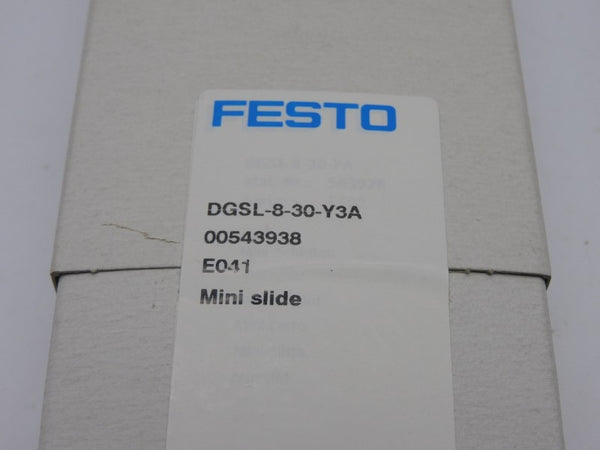 FESTO
DGSL-8-30-Y3A
00543938
E041
Mini slide